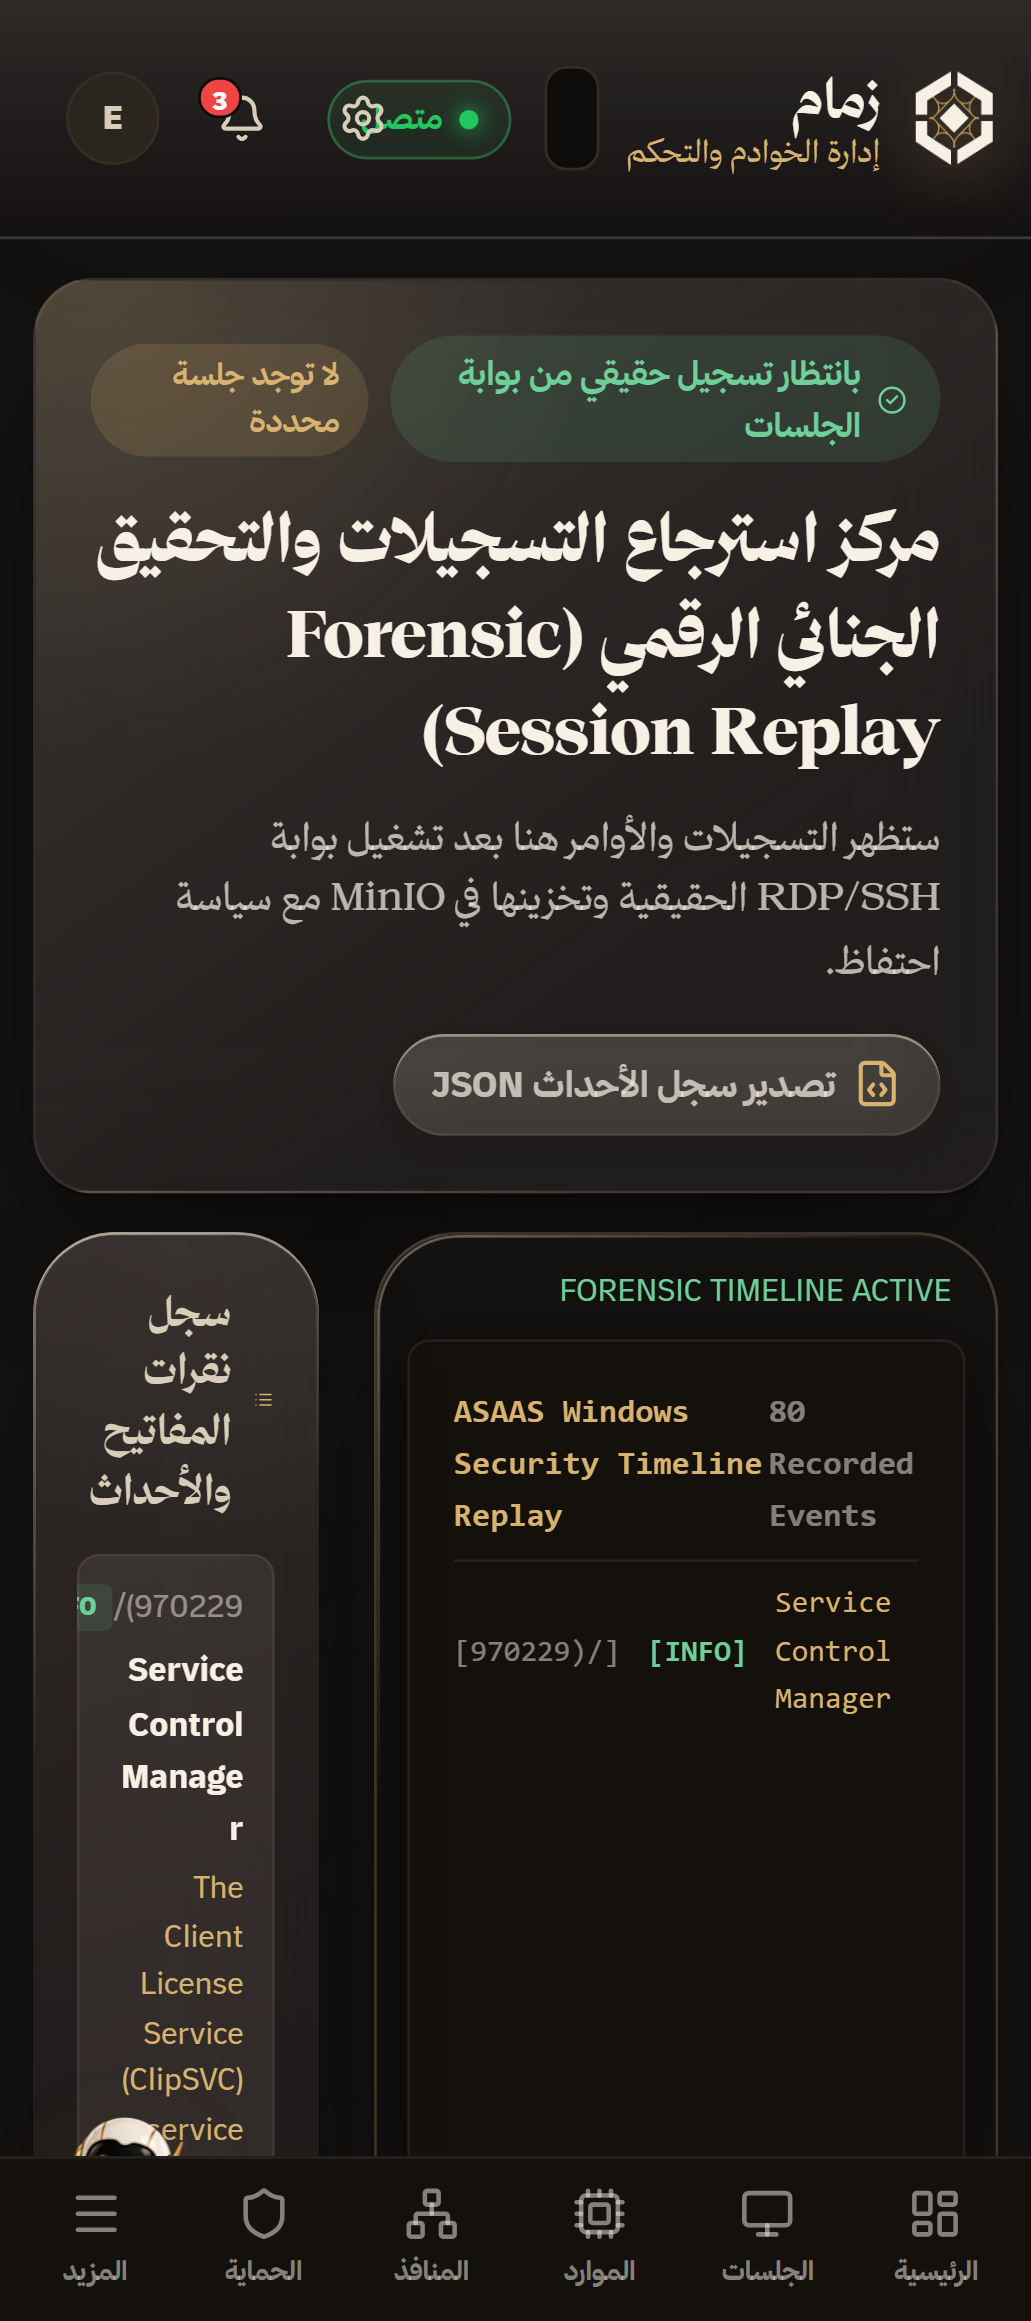 زمام
إدارة الخوادم والتحكم
متصل
3
E
بانتظار تسجيل حقيقي من بوابة
الجلسات
لا توجد جلسة
محددة
مركز استرجاع التسجيلات والتحقيق
الجنائي الرقمي (Forensic
Session Replay)
ستظهر التسجيلات والأوامر هنا بعد تشغيل بوابة
RDP/SSH الحقيقية وتخزينها في MinIO مع سياسة
احتفاظ.
تصدير سجل الأحداث JSON
FORENSIC TIMELINE ACTIVE
ASAAS Windows
Security Timeline
Replay
80
Recorded
Events
[970229)/]
[INFO]
Service
Control
Manager
سجل
نقرات
المفاتيح
والأحداث
/(970229
Service
Control
Manage
r
The
Client
License
Service
(ClipSVC)
service
الرئيسية
الجلسات
الموارد
المنافذ
الحماية
المزيد